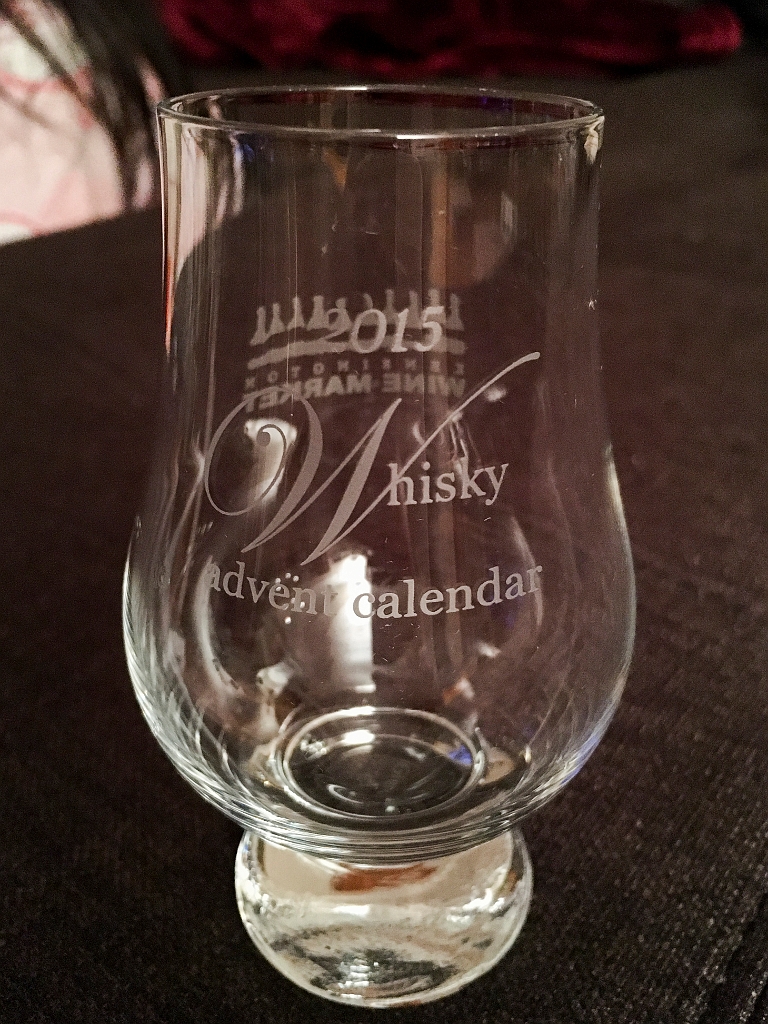 2015
Whisky
advent calendar
KENSINGTON
WINE MARKET